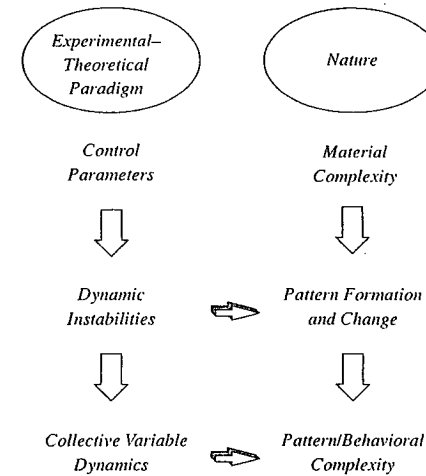 Experimental–
Theoretical
Paradigm
Nature
Control
Parameters
Material
Complexity
Dynamic
Instabilities
Pattern Formation
and Change
Collective Variable
Dynamics
Pattern/Behavioral
Complexity